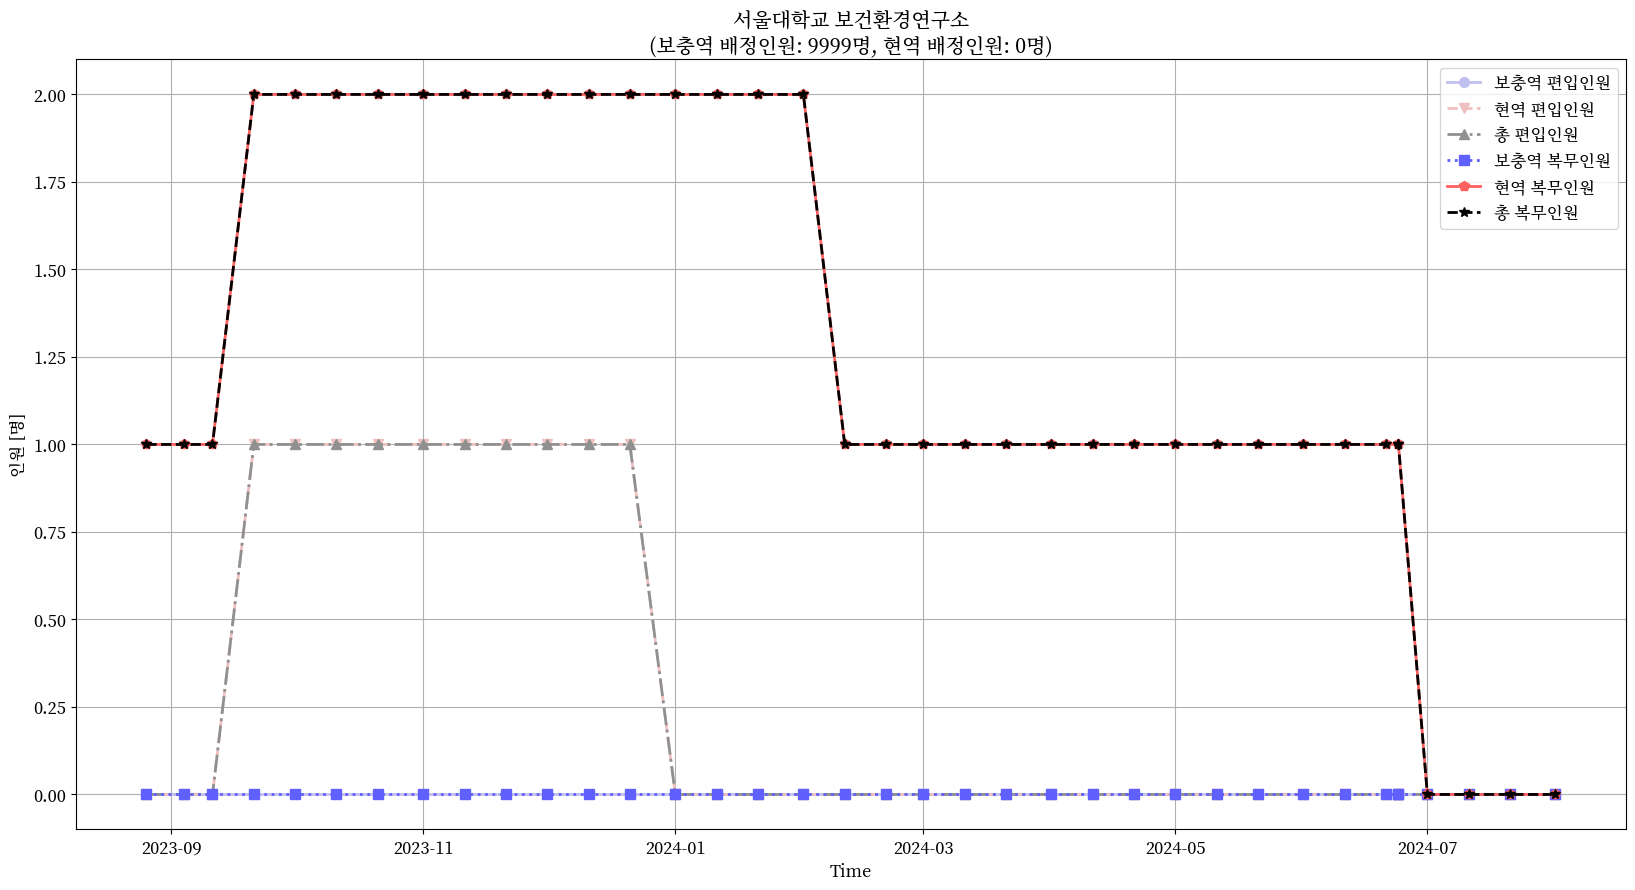 서울대학교 보건환경연구소
(보충역 배정인원: 9999명, 현역 배정인원: 0명)
보충역 편입인원
현역 편입인원
총 편입인원
보충역 복무인원
현역 복무인원
총 복무인원
인원 [명]
2.00
1.75
1.50
1.25
1.00
0.75
0.50
0.25
0.00
2023-09 2023-11 2024-01 2024-03 2024-05 2024-07
Time